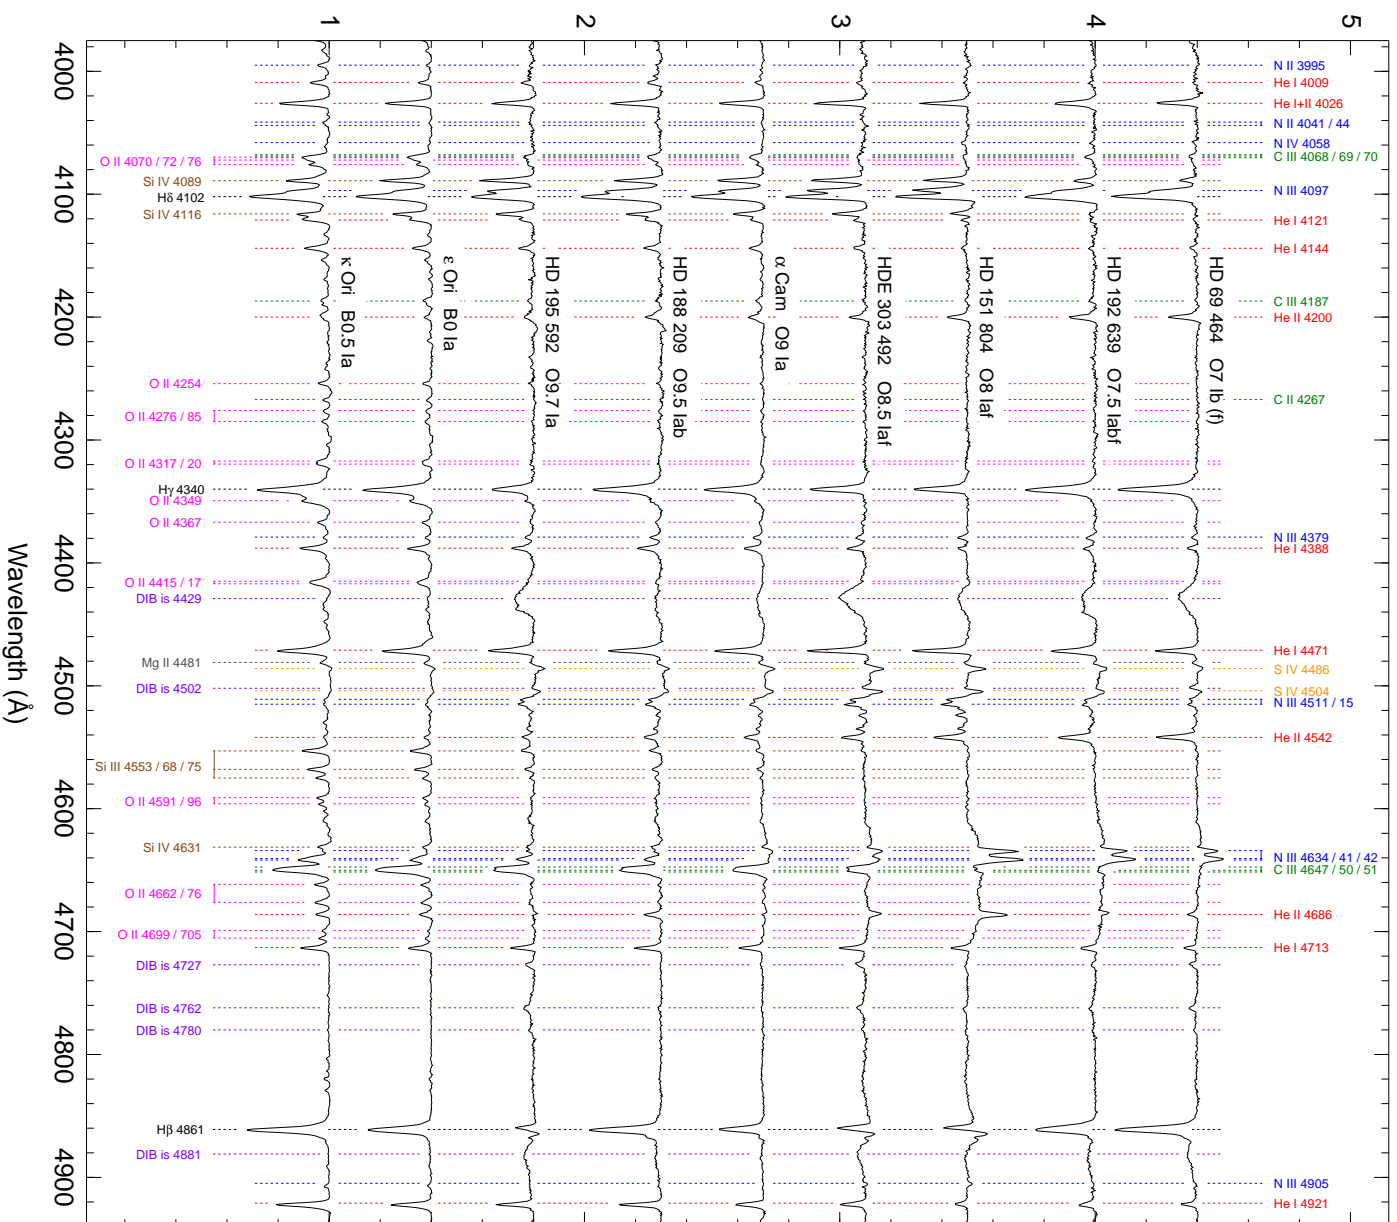 1
2
3
4
5
4000
4100
4200
4300
4400
4500
4600
4700
4800
4900
Wavelength (Å)
N II 3995
He I 4009
He I+II 4026
N II 4041 / 44
N IV 4058
C III 4068 / 69 / 70
N III 4097
He I 4121
He I 4144
C III 4187
He II 4200
C II 4267
N III 4379
He I 4388
He I 4471
S IV 4486
S IV 4504
N III 4511 / 15
He II 4542
N III 4634 / 41 / 42
C III 4647 / 50 / 51
He II 4686
He I 4713
N III 4905
He I 4921
O II 4070 / 72 / 76
Si IV 4089
Hδ 4102
Si IV 4116
O II 4254
O II 4276 / 85
O II 4317 / 20
Hγ 4340
O II 4349
O II 4367
O II 4415 / 17
DIB is 4429
Mg II 4481
DIB is 4502
Si III 4553 / 68 / 75
O II 4591 / 96
Si IV 4631
O II 4662 / 76
O II 4699 / 705
DIB is 4727
DIB is 4762
DIB is 4780
Hβ 4861
DIB is 4881
HD 69 464 O7 Ib (f)
HD 192 639 O7.5 Iabf
HD 151 804 O8 Iaf
HDE 303 492 O8.5 Iaf
α Cam O9 Ia
HD 188 209 O9.5 Iab
HD 195 592 O9.7 Ia
ε Ori B0 Ia
κ Ori B0.5 Ia